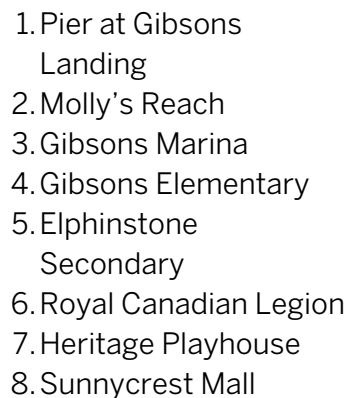 1. Pier at Gibsons
Landing
2. Molly’s Reach
3. Gibsons Marina
4. Gibsons Elementary
5. Elphinstone
Secondary
6. Royal Canadian Legion
7. Heritage Playhouse
8. Sunnycrest Mall